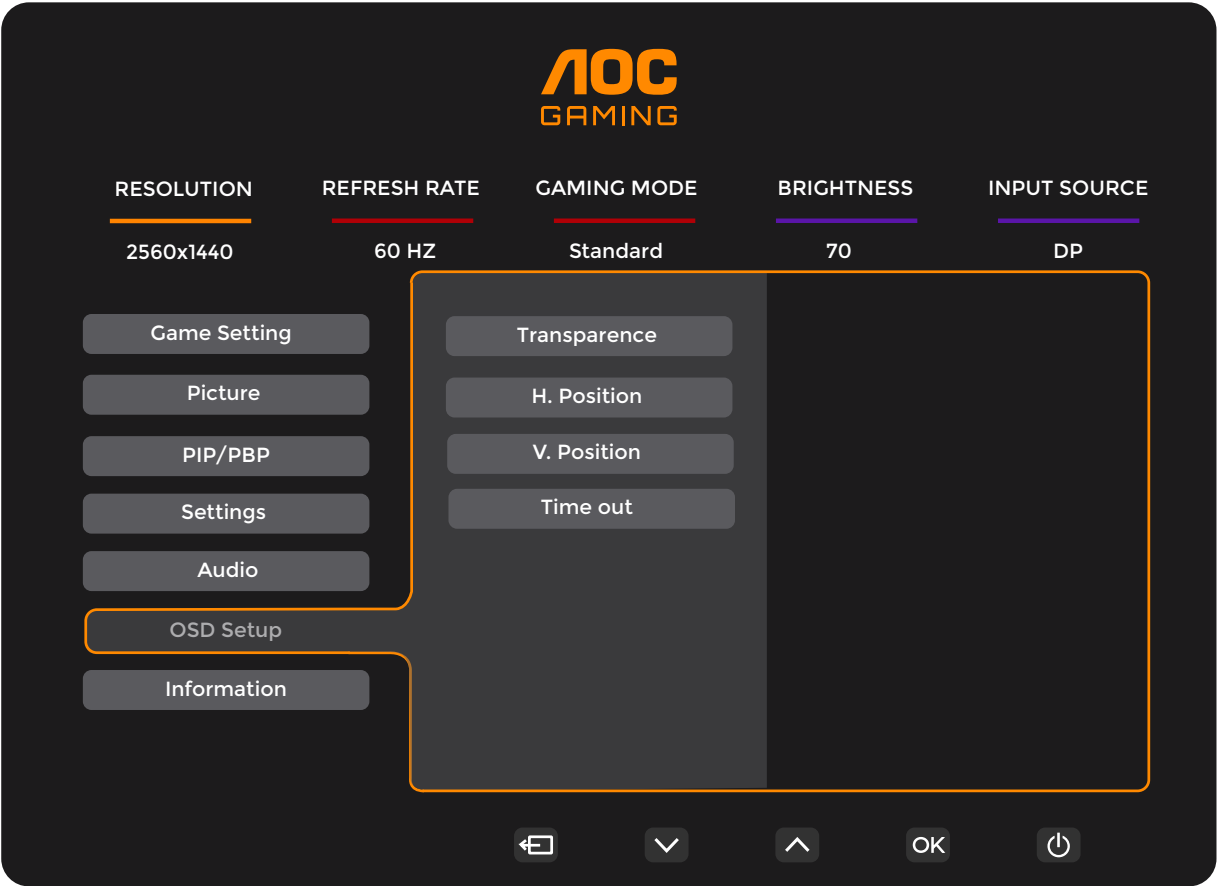 AOC
GAMING
RESOLUTION REFRESH RATE GAMING MODE BRIGHTNESS INPUT SOURCE
2560x1440 60 HZ Standard 70 DP
Game Setting
Picture
PIP/PBP
Settings
Audio
OSD Setup
Information
Transparence
H. Position
V. Position
Time out
OK